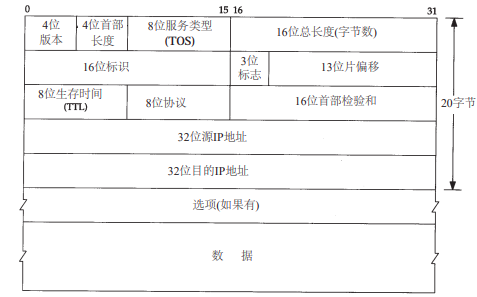 0 15 16 31
4位 4位首部 8位服务类型 16位总长度(字节数)
版本 长度 (TOS)
16位标识 3位 13位片偏移
标志
8位生存时间 8位协议 16位首部检验和
(TTL)
20字节
32位源IP地址
32位目的IP地址
选项(如果有)
数 据